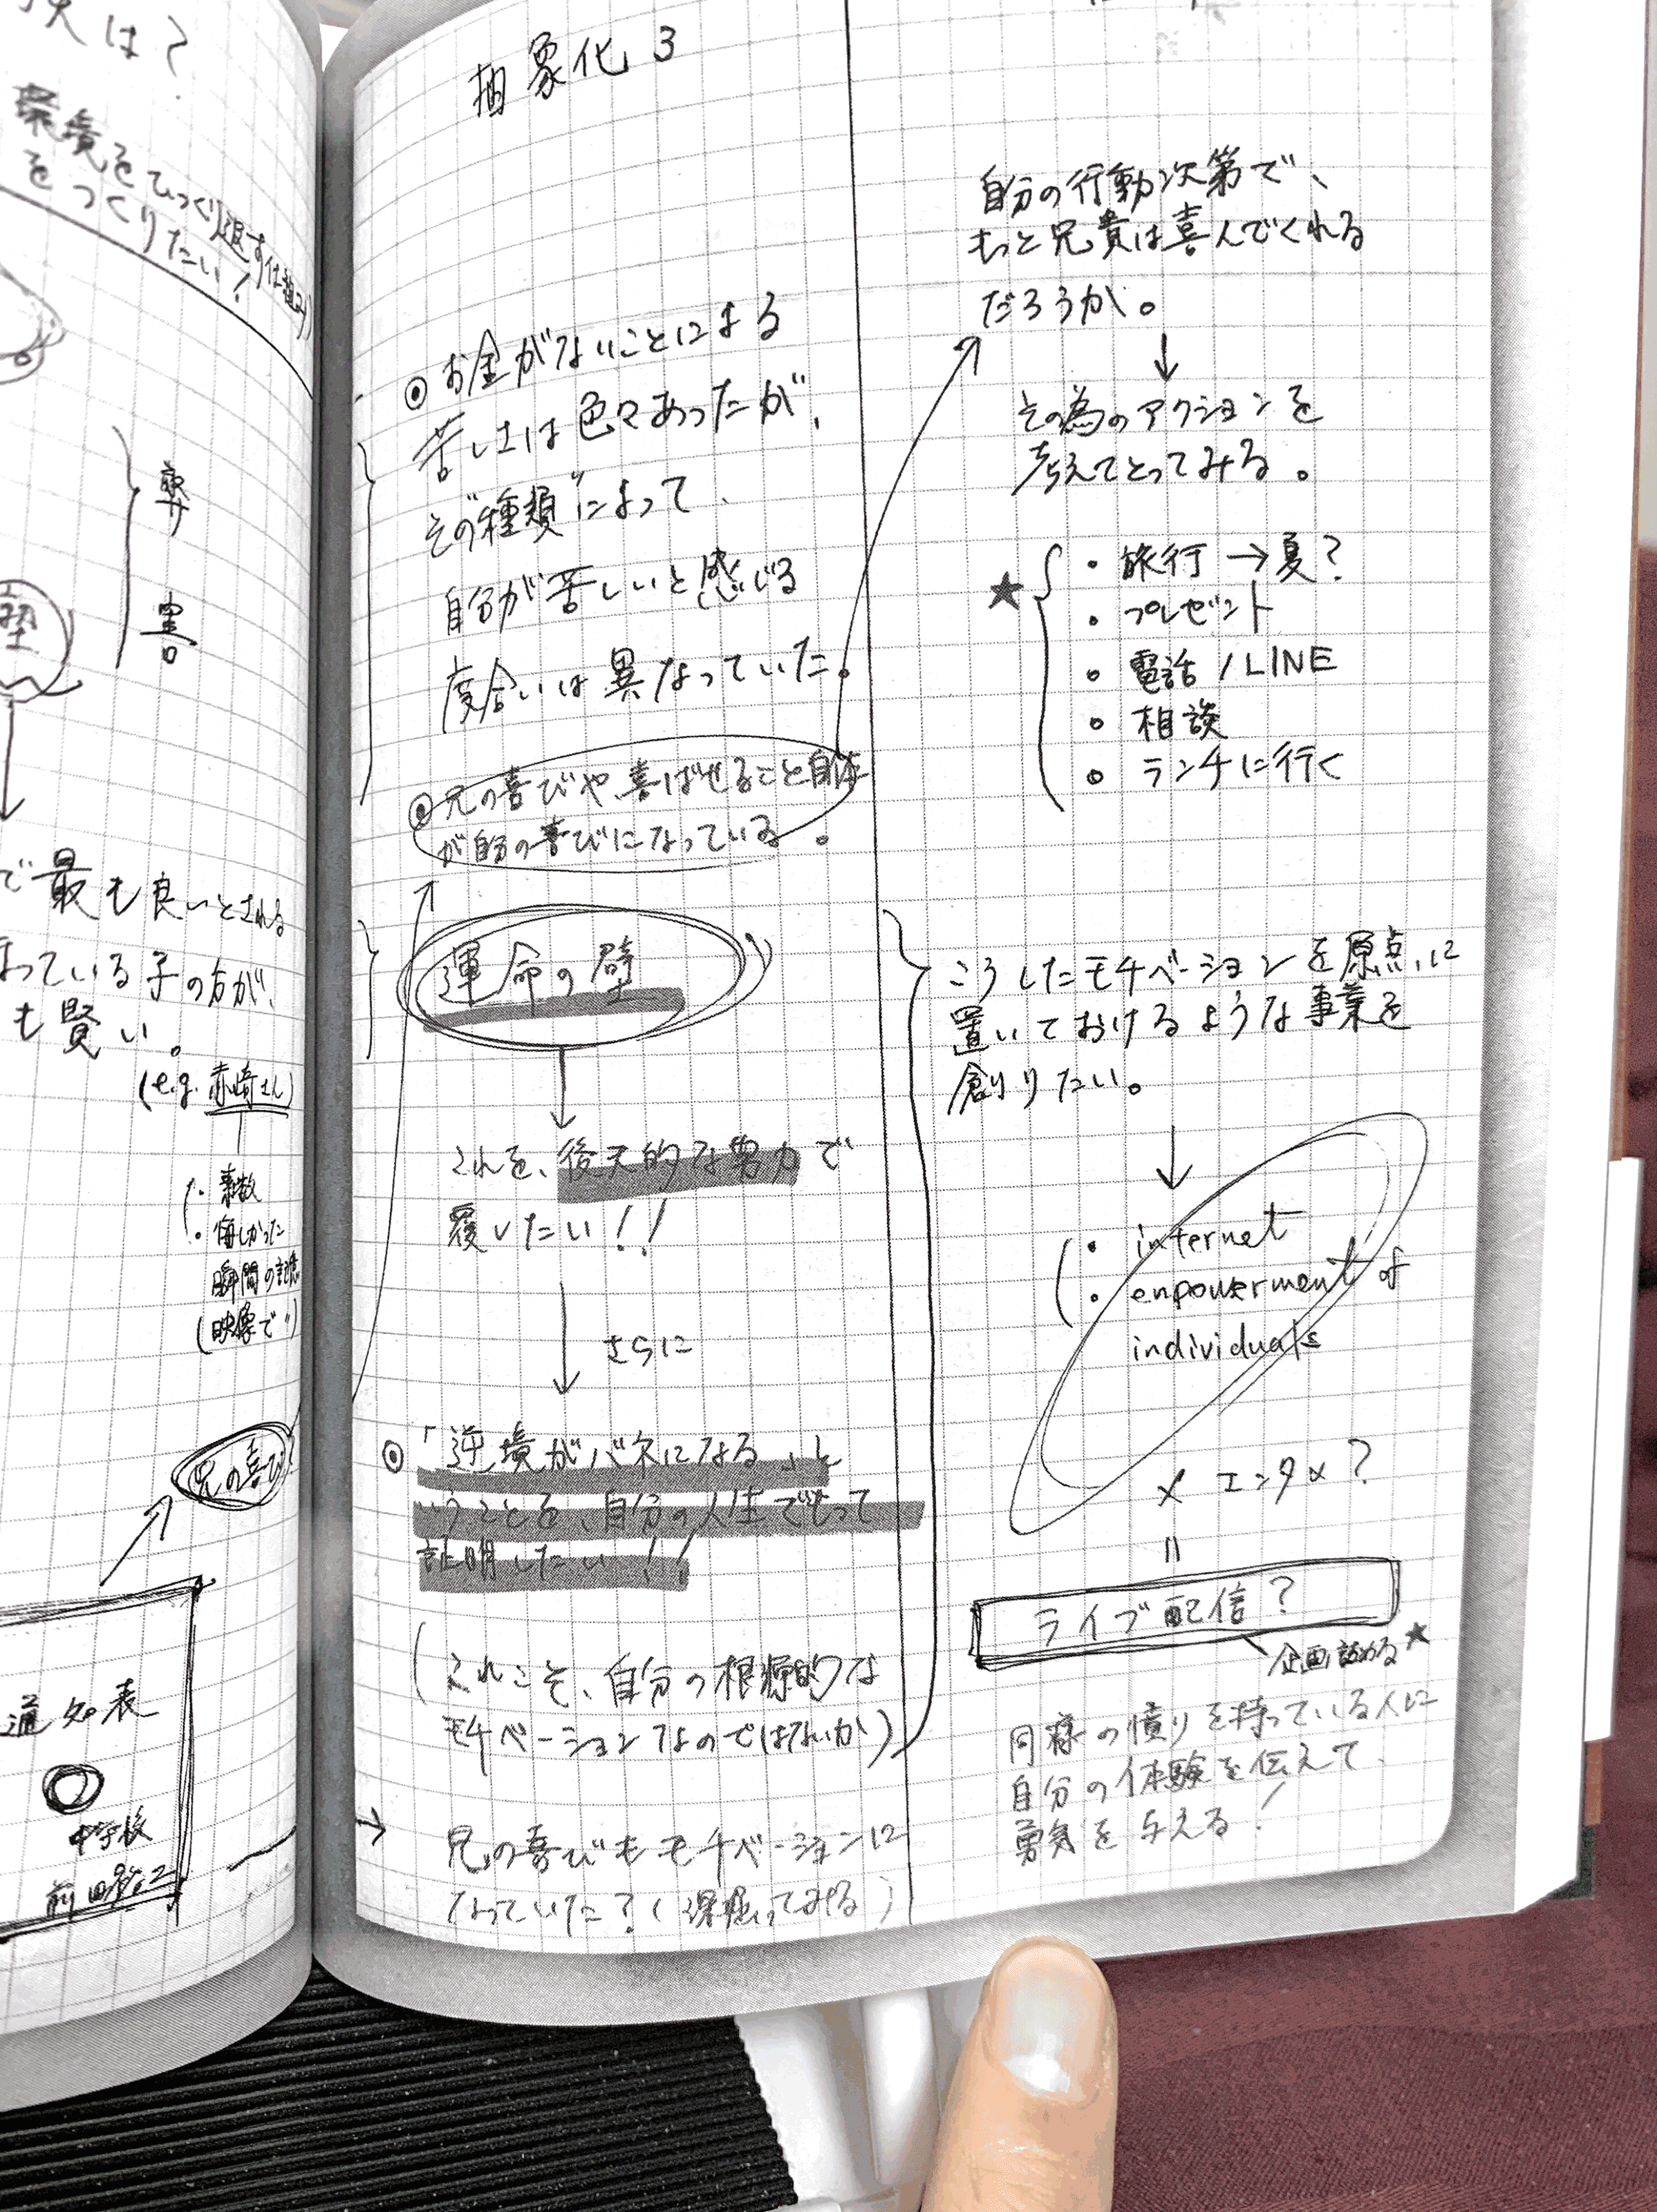 は?
環境をひっくり返す仕組み
をつくりたい!
弊
害
塾
で最も良いとされる
っている子の方が、
も賢い。
(e.g. 赤崎さん)
・素数
・悔しかった
瞬間の記憶
(映像で)
兄の喜び
通知表
中学校
前田裕二
抽象化 3
◎お金がないことによる
苦しさは色々あったが、
その"種類"によって、
自分が苦しいと感じる
度合いは異なっていた。
◎兄の喜びや、喜ばせること自体
が自分の喜びになっている。
運命の壁
これを、後天的な努力で
覆したい!!
さらに
◎「逆境がバネになる」と
いうことを、自分の人生でもって
証明したい!!
(これこそ、自分の根源的な
モチベーションなのではないか)
→ 兄の喜びもモチベーションに
なっていた?(深掘ってみる)
自分の行動次第で、
もっと兄貴は喜んでくれる
だろうか。
↓
その為のアクションを
考えてとってみる。
★
・旅行→夏?
・プレゼント
・電話/LINE
・相談
・ランチに行く
こうしたモチベーションを原点に
置いておけるような事業を
創りたい。
↓
・internet
・enpowerment of
individuals
× エンタメ?
=
ライブ配信?
企画詰める★
同様の憤りを持っている人に
自分の体験を伝えて、
勇気を与える!